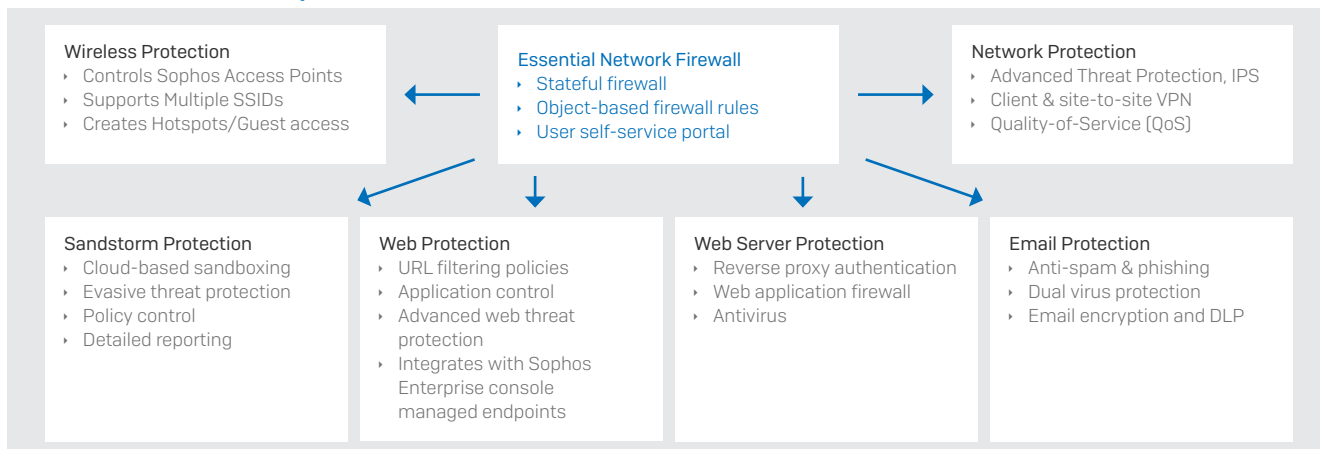 Wireless Protection
‣ Controls Sophos Access Points
‣ Supports Multiple SSIDs
‣ Creates Hotspots/Guest access
Essential Network Firewall
‣ Stateful firewall
‣ Object-based firewall rules
‣ User self-service portal
Network Protection
‣ Advanced Threat Protection, IPS
‣ Client & site-to-site VPN
‣ Quality-of-Service (QoS)
Sandstorm Protection
‣ Cloud-based sandboxing
‣ Evasive threat protection
‣ Policy control
‣ Detailed reporting
Web Protection
‣ URL filtering policies
‣ Application control
‣ Advanced web threat
protection
‣ Integrates with Sophos
Enterprise console
managed endpoints
Web Server Protection
‣ Reverse proxy authentication
‣ Web application firewall
‣ Antivirus
Email Protection
‣ Anti-spam & phishing
‣ Dual virus protection
‣ Email encryption and DLP